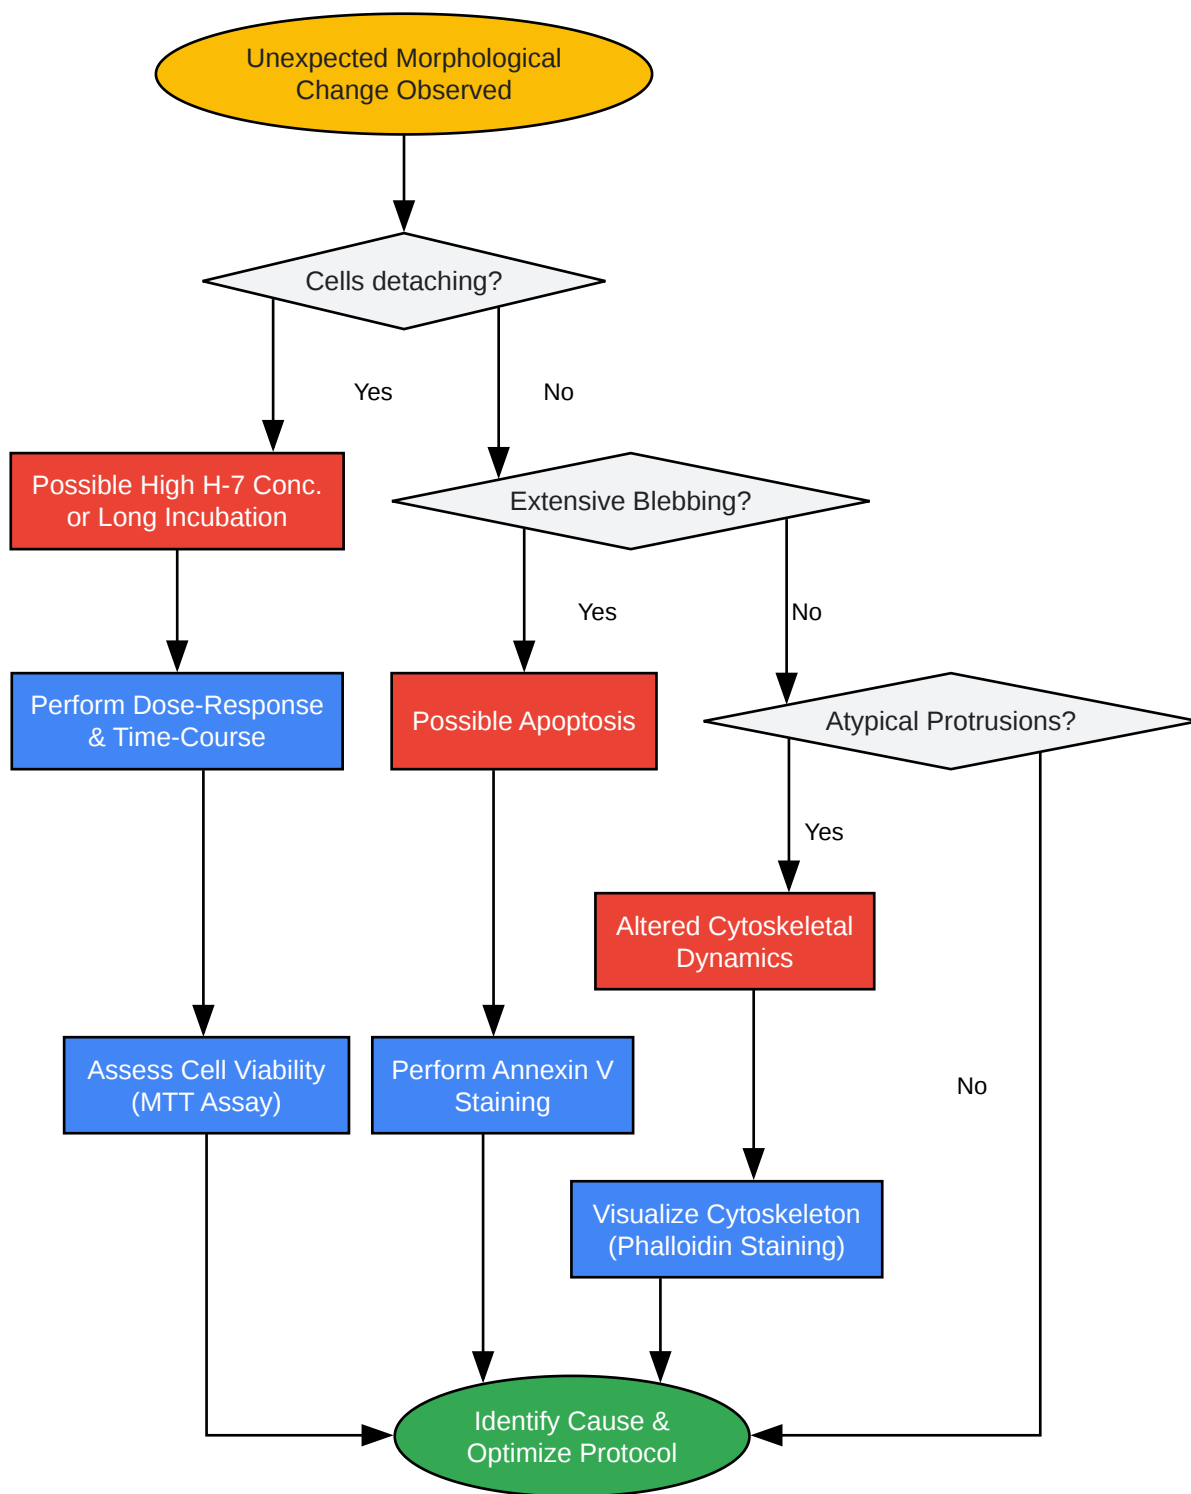 Unexpected Morphological
Change Observed
Cells detaching?
Yes
No
Possible High H-7 Conc.
or Long Incubation
Extensive Blebbing?
Yes
No
Perform Dose-Response
& Time-Course
Possible Apoptosis
Atypical Protrusions?
Yes
Altered Cytoskeletal
Dynamics
Assess Cell Viability
(MTT Assay)
Perform Annexin V
Staining
No
Visualize Cytoskeleton
(Phalloidin Staining)
Identify Cause &
Optimize Protocol